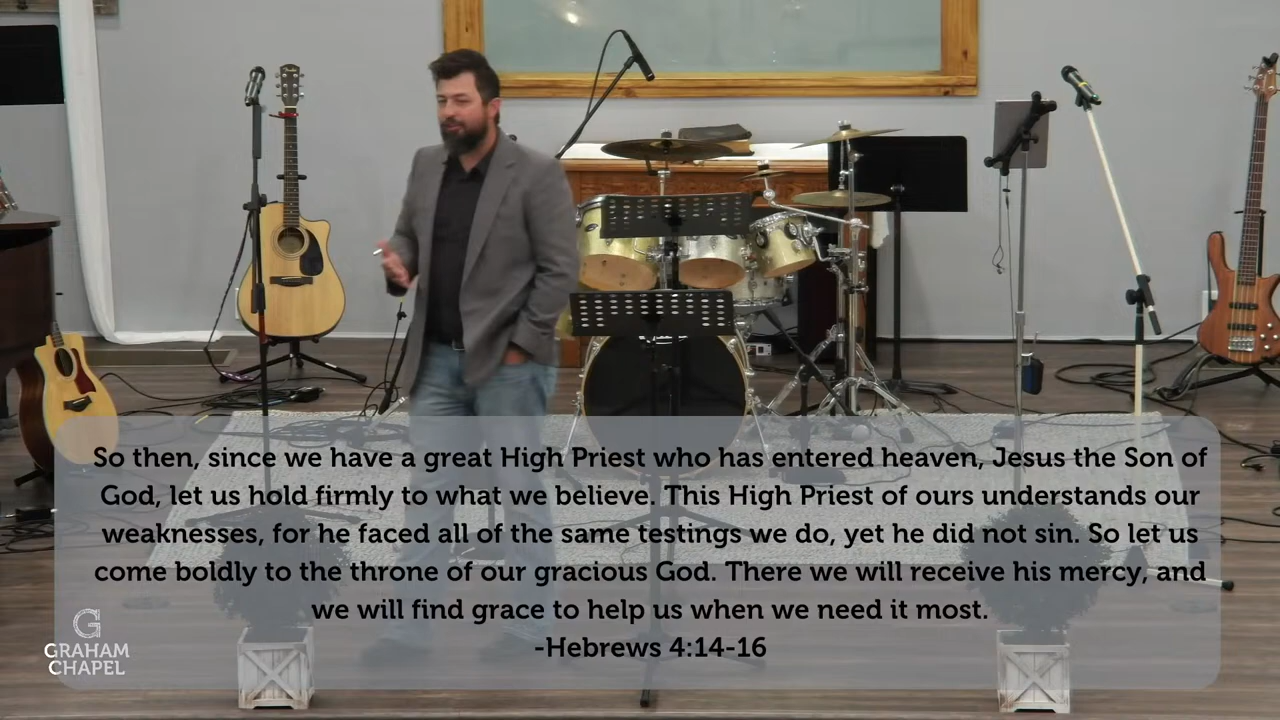 So then, since we have a great High Priest who has entered heaven, Jesus the Son of
God, let us hold firmly to what we believe. This High Priest of ours understands our
weaknesses, for he faced all of the same testings we do, yet he did not sin. So let us
come boldly to the throne of our gracious God. There we will receive his mercy, and
we will find grace to help us when we need it most.
-Hebrews 4:14-16
G
GRAHAM
CHAPEL